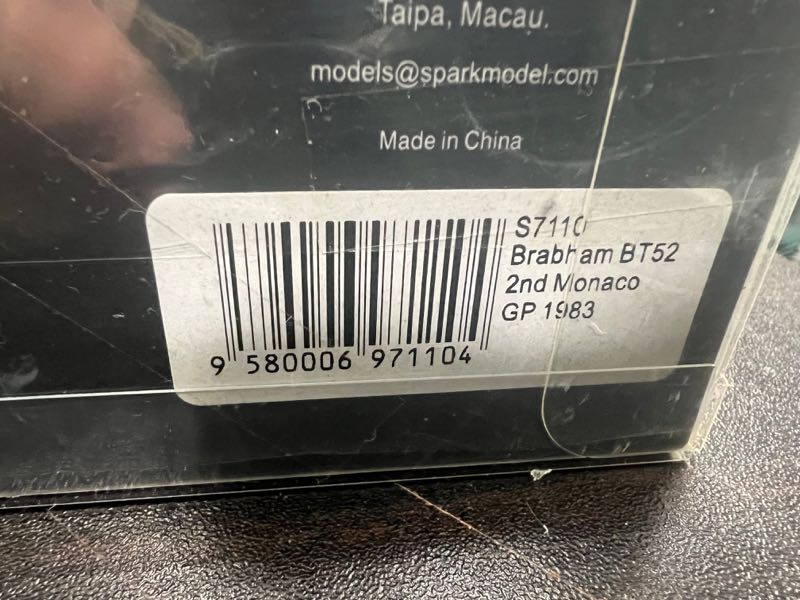 Taipa, Macau.
models@sparkmodel.com
Made in China
S7110
Brabham BT52
2nd Monaco
GP 1983
9 580006 971104